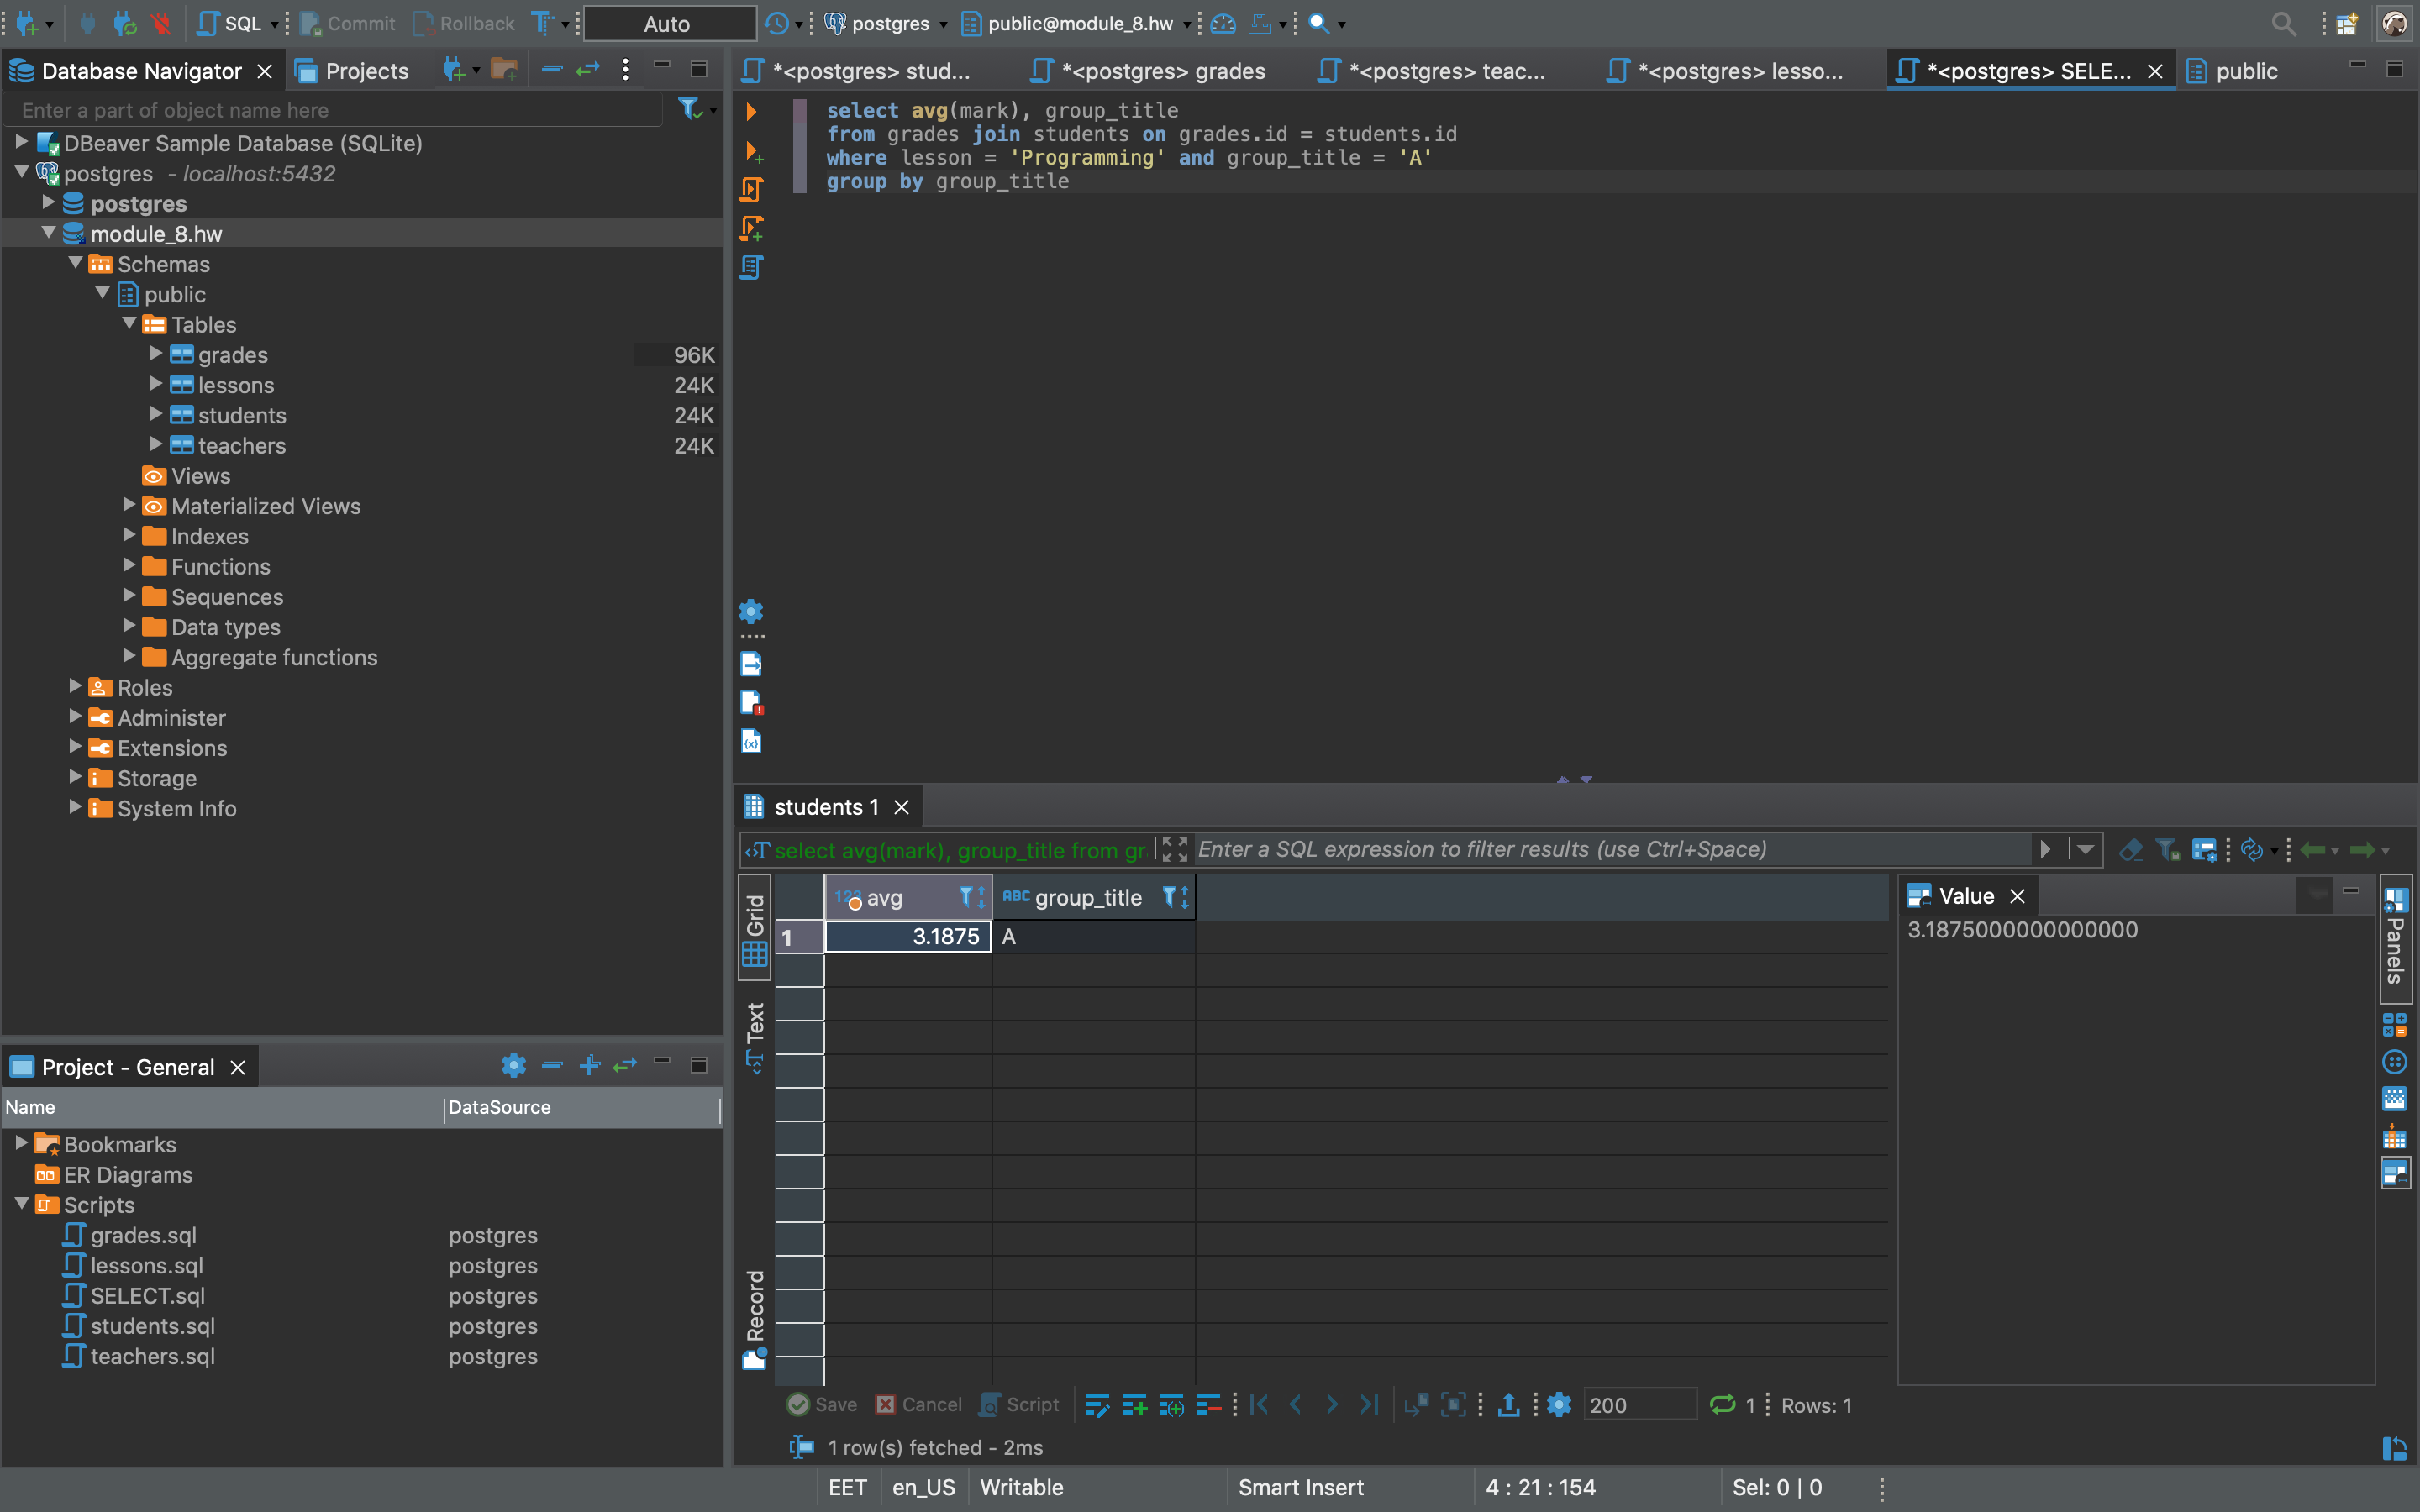 SQL Commit Rollback Auto postgres public@module_8.hw
Database Navigator Projects
Enter a part of object name here
DBeaver Sample Database (SQLite)
postgres - localhost:5432
postgres
module_8.hw
Schemas
public
Tables
grades 96K
lessons 24K
students 24K
teachers 24K
Views
Materialized Views
Indexes
Functions
Sequences
Data types
Aggregate functions
Roles
Administer
Extensions
Storage
System Info
Project - General
Name DataSource
Bookmarks
ER Diagrams
Scripts
grades.sql postgres
lessons.sql postgres
SELECT.sql postgres
students.sql postgres
teachers.sql postgres
*<postgres> stud... *<postgres> grades *<postgres> teac... *<postgres> lesso... *<postgres> SELE... public
select avg(mark), group_title
from grades join students on grades.id = students.id
where lesson = 'Programming' and group_title = 'A'
group by group_title
students 1
select avg(mark), group_title from gr Enter a SQL expression to filter results (use Ctrl+Space)
Grid
Text
Record
123 avg ABC group_title
1 3.1875 A
Value
3.1875000000000000
Panels
Save Cancel Script 200 1 Rows: 1
1 row(s) fetched - 2ms
EET en_US Writable Smart Insert 4 : 21 : 154 Sel: 0 | 0